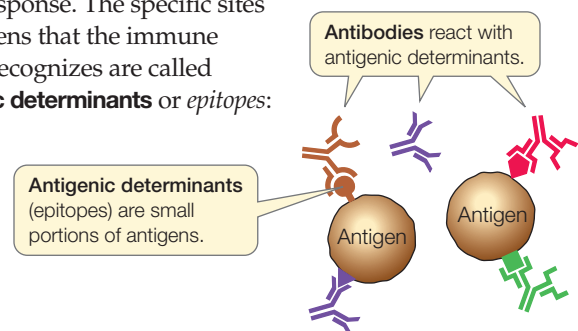 sponse. The specific sites
ens that the immune
ecognizes are called
c determinants or epitopes:
Antibodies react with
antigenic determinants.
Antigenic determinants
(epitopes) are small
portions of antigens.
Antigen
Antigen